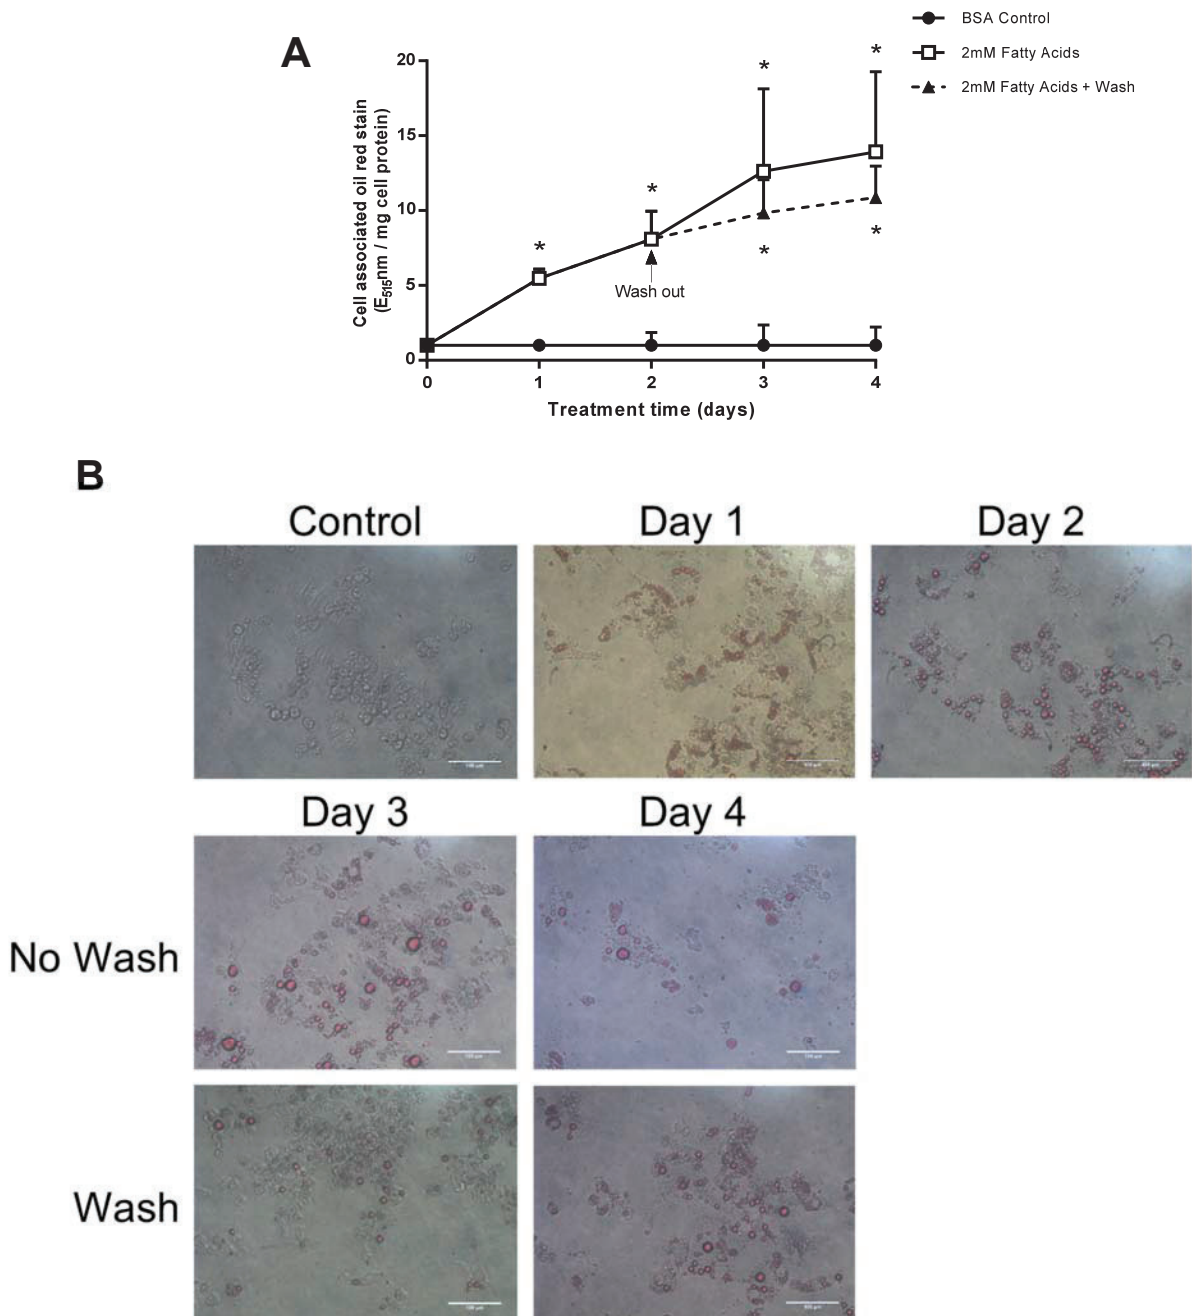 A
BSA Control
2mM Fatty Acids
2mM Fatty Acids + Wash
Cell associated oil red stain
(E515nm / mg cell protein)
20
15
10
5
0
* * * *
* *
Wash out
0 1 2 3 4
Treatment time (days)
B
Control Day 1 Day 2
Day 3 Day 4
No Wash
Wash